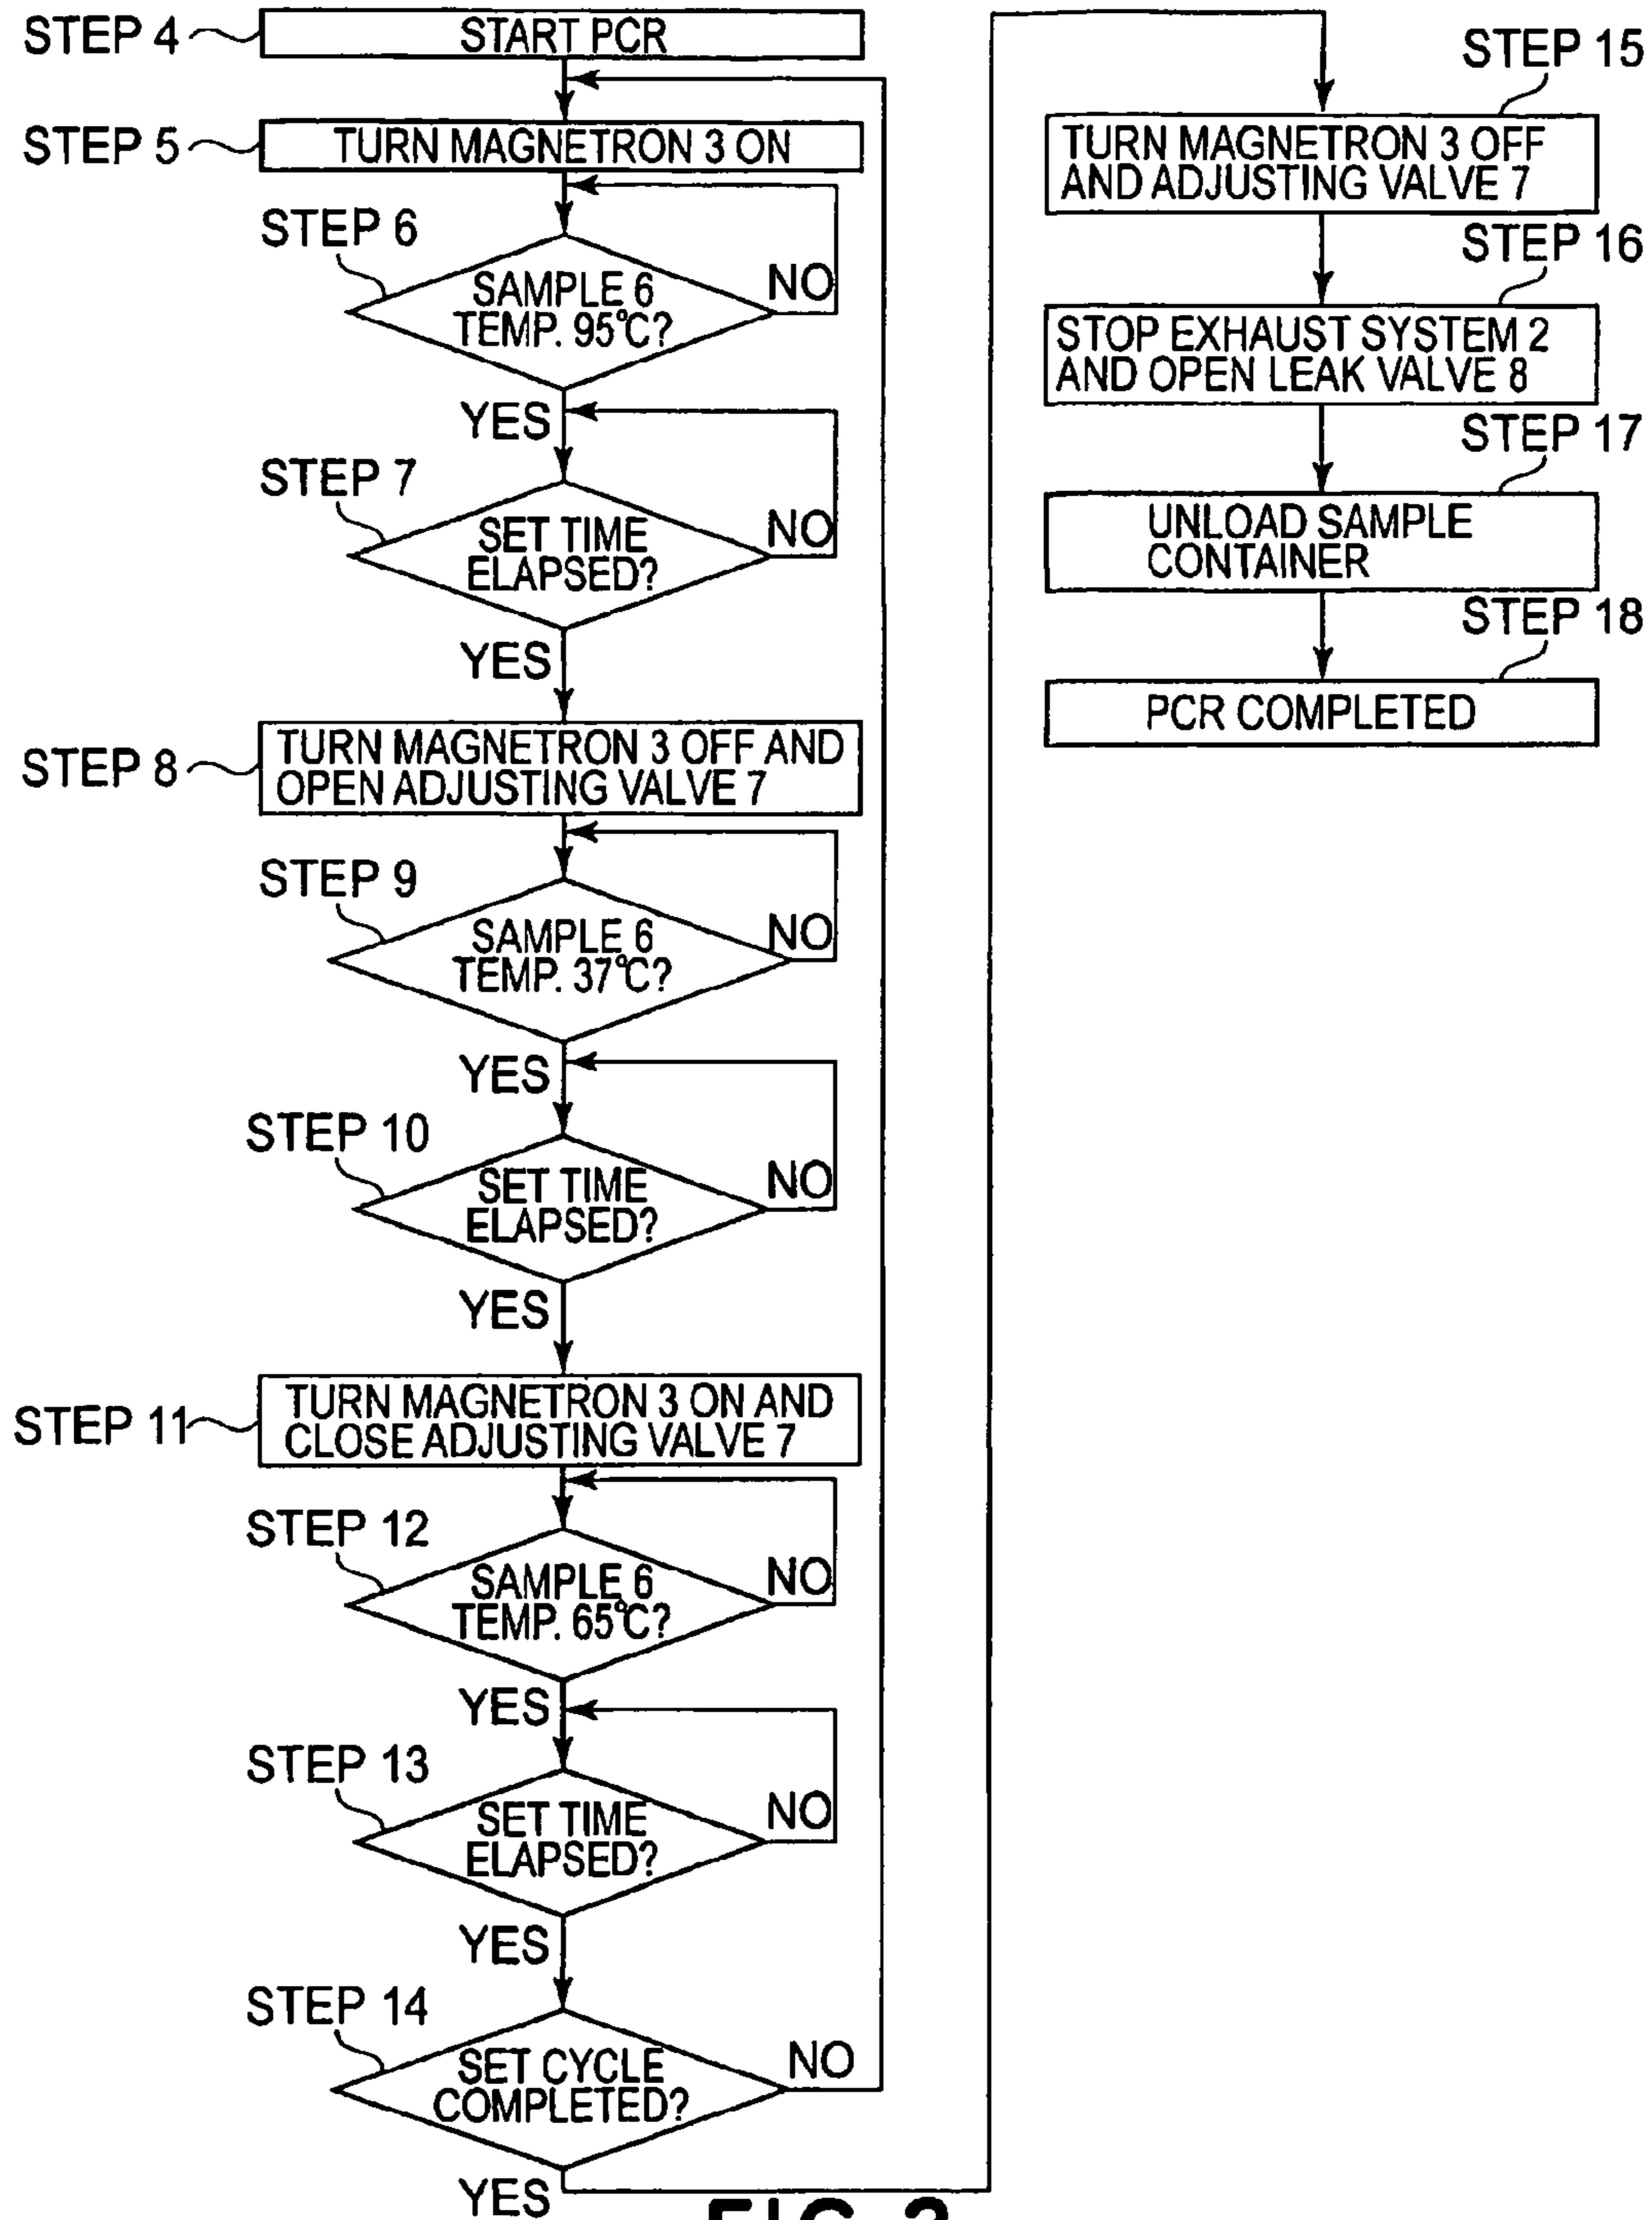 STEP 4
START PCR
STEP 5
TURN MAGNETRON 3 ON
STEP 6
SAMPLE 6
TEMP. 95°C?
NO
YES
STEP 7
SET TIME
ELAPSED?
NO
YES
STEP 8
TURN MAGNETRON 3 OFF AND
OPEN ADJUSTING VALVE 7
STEP 9
SAMPLE 6
TEMP. 37°C?
NO
YES
STEP 10
SET TIME
ELAPSED?
NO
YES
STEP 11
TURN MAGNETRON 3 ON AND
CLOSE ADJUSTING VALVE 7
STEP 12
SAMPLE 6
TEMP. 65°C?
NO
YES
STEP 13
SET TIME
ELAPSED?
NO
YES
STEP 14
SET CYCLE
COMPLETED?
NO
YES
STEP 15
TURN MAGNETRON 3 OFF
AND ADJUSTING VALVE 7
STEP 16
STOP EXHAUST SYSTEM 2
AND OPEN LEAK VALVE 8
STEP 17
UNLOAD SAMPLE
CONTAINER
STEP 18
PCR COMPLETED